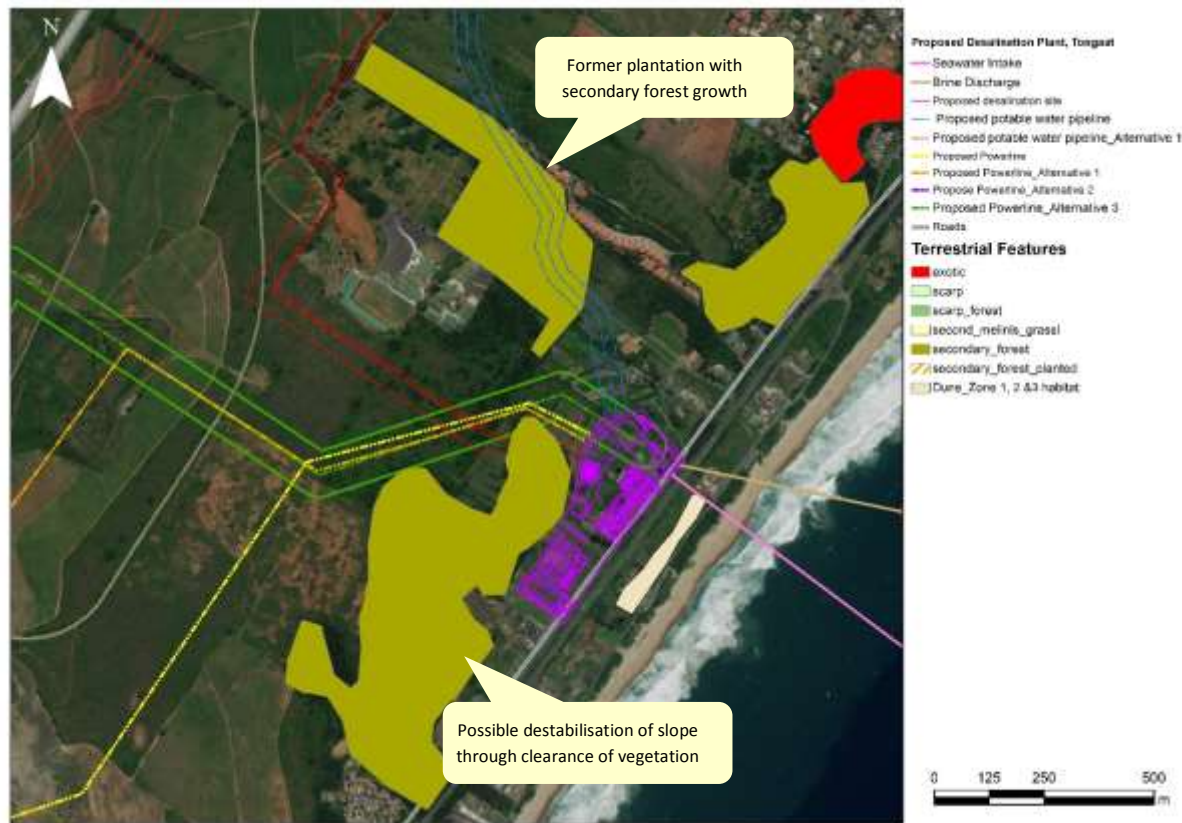 N
Former plantation with
secondary forest growth
Possible destabilisation of slope
through clearance of vegetation
Proposed Desalination Plant, Tongaat
Seawater Intake
Brine Discharge
Proposed desalination site
Proposed potable water pipeline
Proposed potable water pipeline_Alternative 1
Proposed Powerline
Proposed Powerline_Alternative 1
Propose Powerline_Alternative 2
Proposed Powerline_Alternative 3
Roads
Terrestrial Features
exotic
scarp
scarp_forest
second_melinis_grassl
secondary_forest
secondary_forest_planted
Dune_Zone 1, 2 &3 habitat
0 125 250 500
m